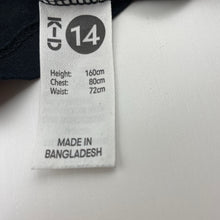 K-D 14
Height: 160cm
Chest: 80cm
Waist: 72cm
MADE IN
BANGLADESH